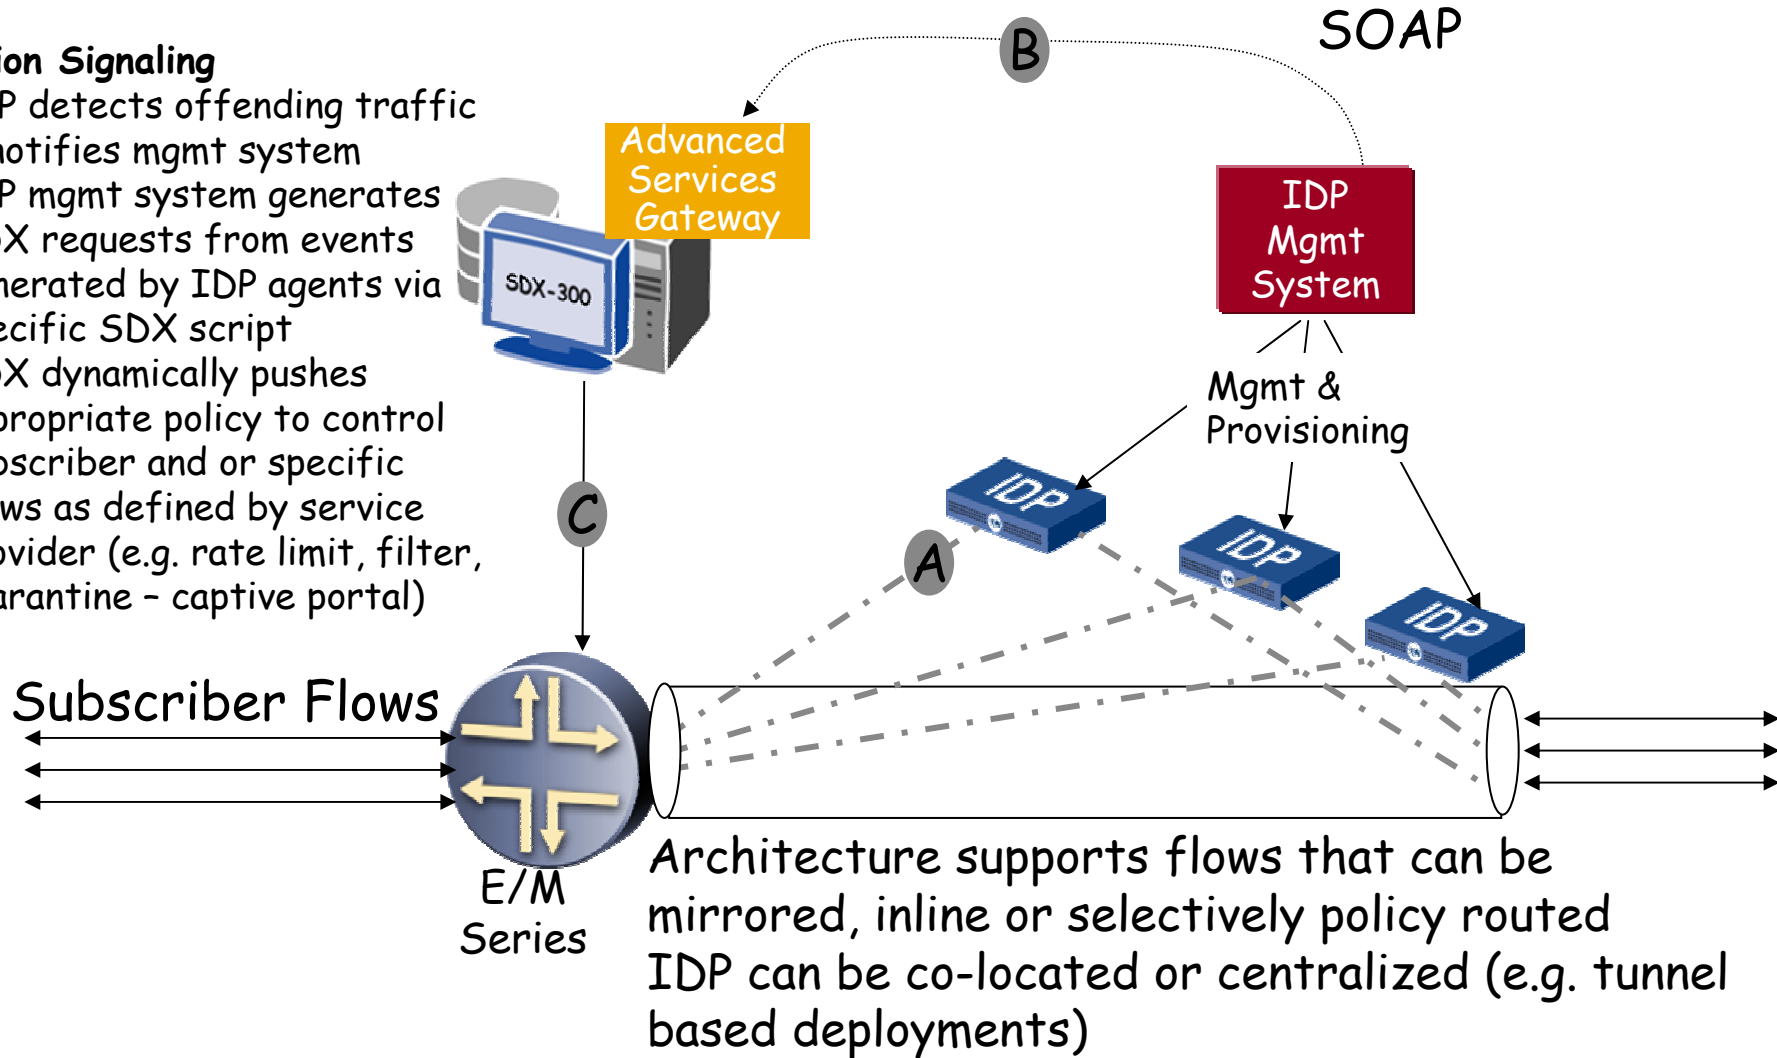 ion Signaling
P detects offending traffic
notifies mgmt system
P mgmt system generates
X requests from events
nerated by IDP agents via
ecific SDX script
X dynamically pushes
propriate policy to control
bscriber and or specific
ws as defined by service
ovider (e.g. rate limit, filter,
arantine – captive portal)
SOAP
B
Advanced
Services
Gateway
SDX-300
IDP
Mgmt
System
Mgmt &
Provisioning
C
A
IDP
IDP
IDP
Subscriber Flows
E/M
Series
Architecture supports flows that can be
mirrored, inline or selectively policy routed
IDP can be co-located or centralized (e.g. tunnel
based deployments)